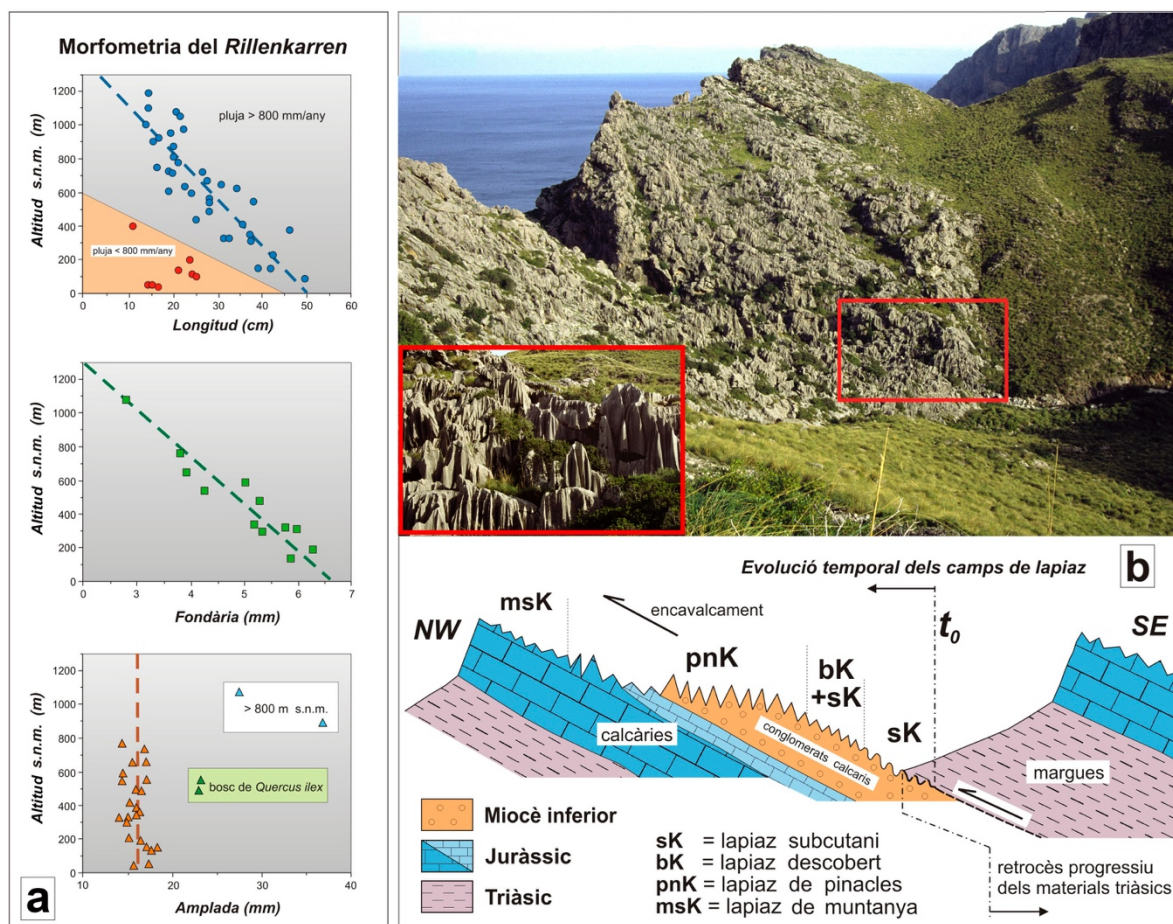 Morfometria del Rillenkarren
1200
1000
800
600
400
200
0
Altitud s.n.m. (m)
pluja > 800 mm/any
pluja < 800 mm/any
0 10 20 30 40 50 60
Longitud (cm)
1200
1000
800
600
400
200
0
Altitud s.n.m. (m)
0 3 4 5 6 7
Fondària (mm)
1200
1000
800
600
400
200
0
Altitud s.n.m. (m)
> 800 m s.n.m.
bosc de Quercus ilex
10 20 30 40
Amplada (mm)
a
b
Evolució temporal dels camps de lapiaz
NW
msK
encavalcament
pnK
bK
+sK
sK
t0
SE
calcàries
conglomerats calcaris
margues
Miocè inferior
Juràssic
Triàsic
sK = lapiaz subcutani
bK = lapiaz descobert
pnK = lapiaz de pinacles
msK = lapiaz de muntanya
retrocès progressiu
dels materials triàsics